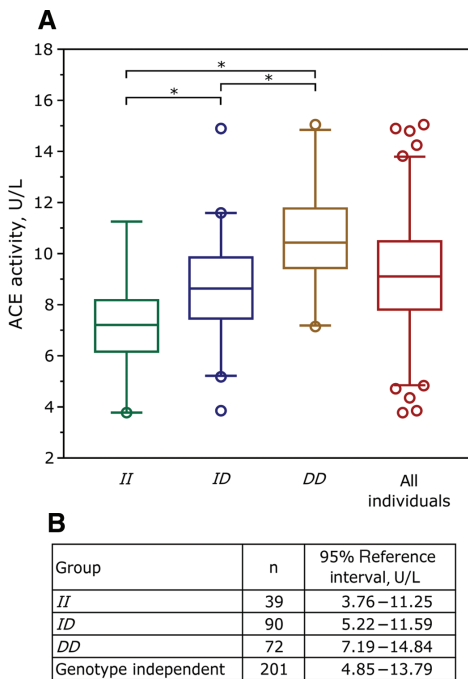 A
18
16
14
12
10
8
6
4
2
ACE activity, U/L
*
*
*
II
ID
DD
All
individuals
B
Group
n
95% Reference
interval, U/L
II
39
3.76–11.25
ID
90
5.22–11.59
DD
72
7.19–14.84
Genotype independent
201
4.85–13.79